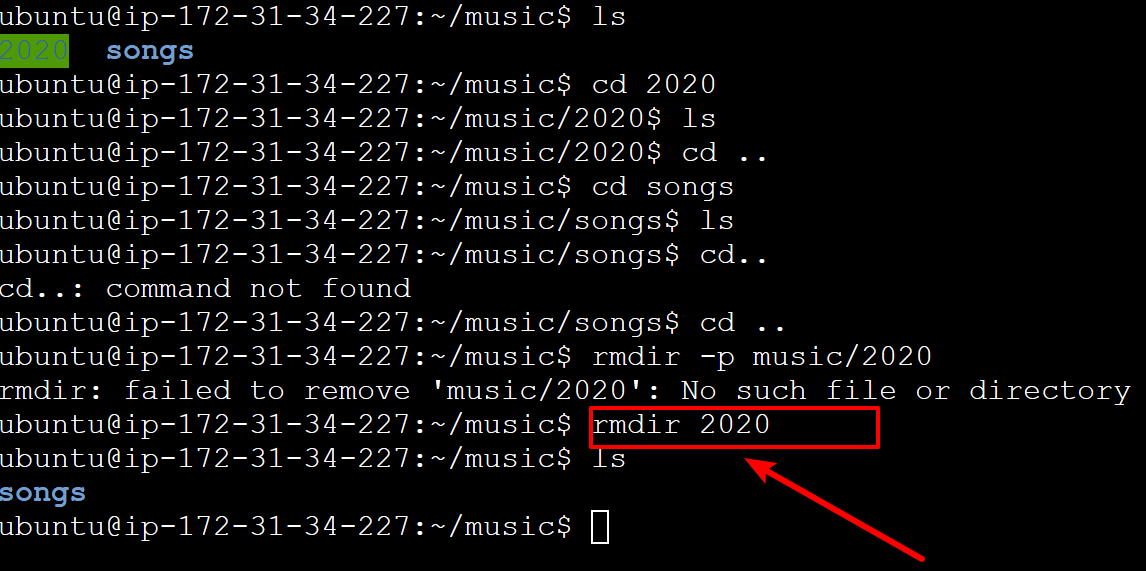 ubuntu@ip-172-31-34-227:~/music$ ls
2020  songs
ubuntu@ip-172-31-34-227:~/music$ cd 2020
ubuntu@ip-172-31-34-227:~/music/2020$ ls
ubuntu@ip-172-31-34-227:~/music/2020$ cd ..
ubuntu@ip-172-31-34-227:~/music$ cd songs
ubuntu@ip-172-31-34-227:~/music/songs$ ls
ubuntu@ip-172-31-34-227:~/music/songs$ cd..
cd..: command not found
ubuntu@ip-172-31-34-227:~/music/songs$ cd ..
ubuntu@ip-172-31-34-227:~/music$ rmdir -p music/2020
rmdir: failed to remove 'music/2020': No such file or directory
ubuntu@ip-172-31-34-227:~/music$ rmdir 2020
ubuntu@ip-172-31-34-227:~/music$ ls
songs
ubuntu@ip-172-31-34-227:~/music$